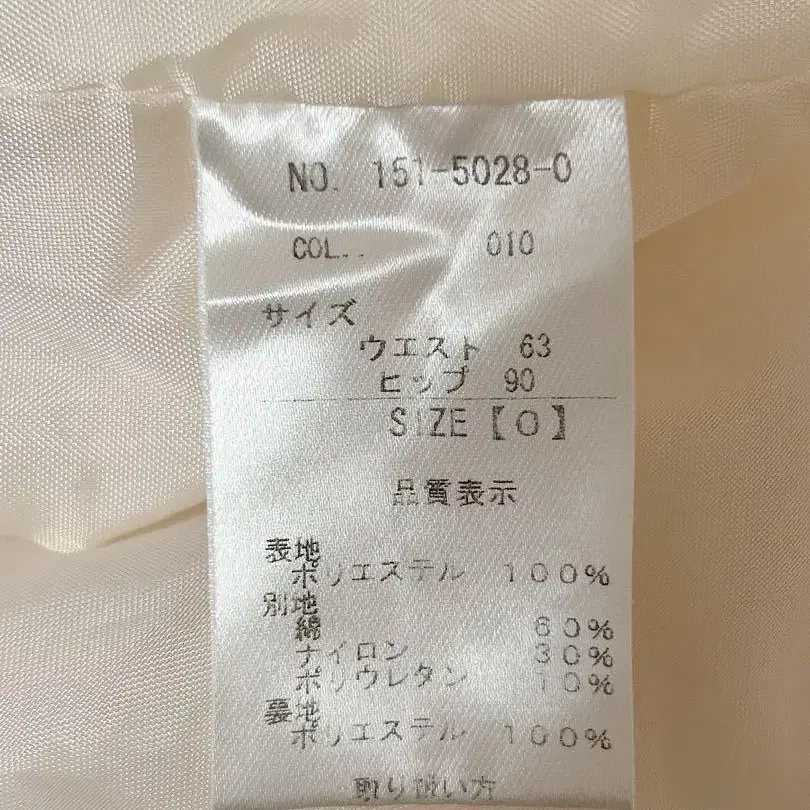 NO. 151-5028-0
COL.. 010
サイズ
ウエスト 63
ヒップ 90
SIZE【0】
品質表示
表地
ポリエステル 100%
別地
綿 60%
ナイロン 30%
ポリウレタン 10%
裏地
ポリエステル 100%
取り扱い方